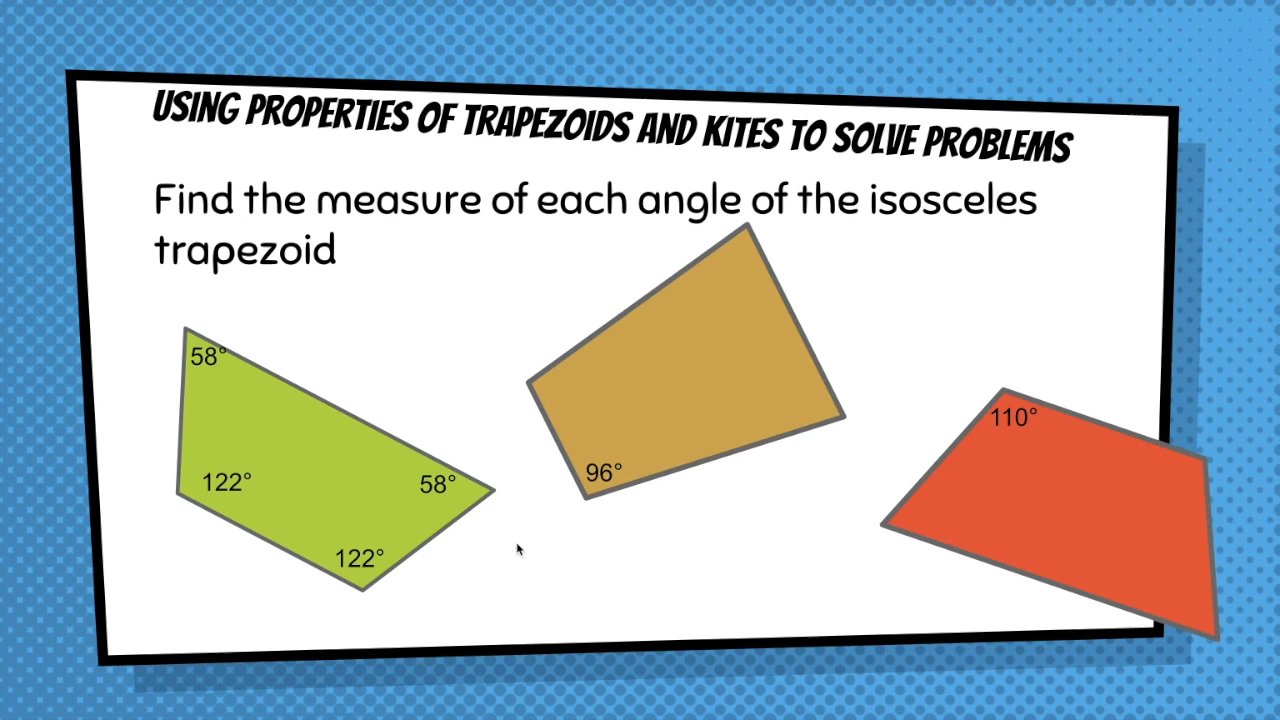 USING PROPERTIES OF TRAPEZOIDS AND KITES TO SOLVE PROBLEMS
Find the measure of each angle of the isosceles
trapezoid
58°
122°
58°
122°
96°
110°